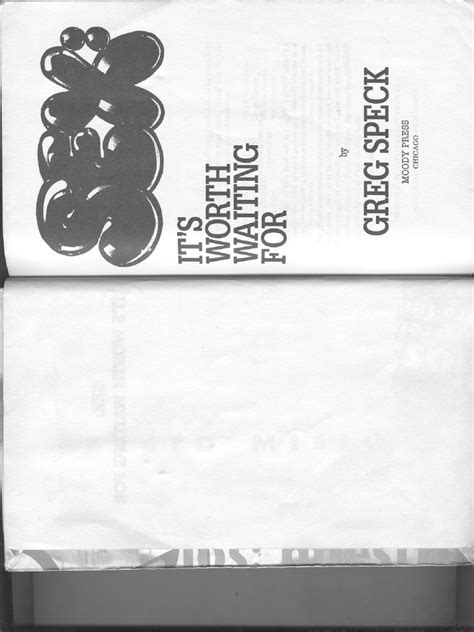 SEX
IT'S
WORTH
WAITING
FOR
by
GREG SPECK
MOODY PRESS
CHICAGO